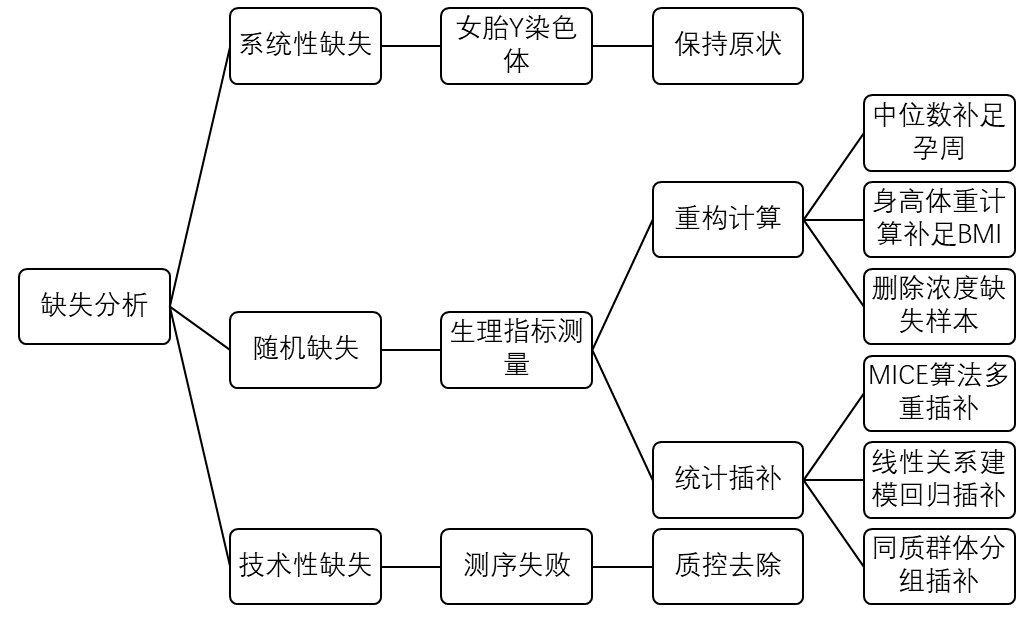 系统性缺失
女胎Y染色
体
保持原状
中位数补足
孕周
重构计算
身高体重计
算补足BMI
删除浓度缺
失样本
缺失分析
随机缺失
生理指标测
量
MICE算法多
重插补
统计插补
线性关系建
模回归插补
技术性缺失
测序失败
质控去除
同质群体分
组插补